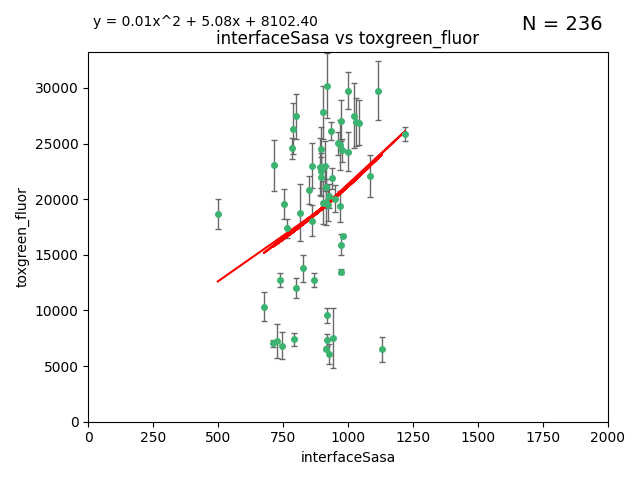 y = 0.01x^2 + 5.08x + 8102.40
N = 236
interfaceSasa vs toxgreen_fluor
30000
25000
20000
15000
10000
5000
0
toxgreen_fluor
0 250 500 750 1000 1250 1500 1750 2000
interfaceSasa